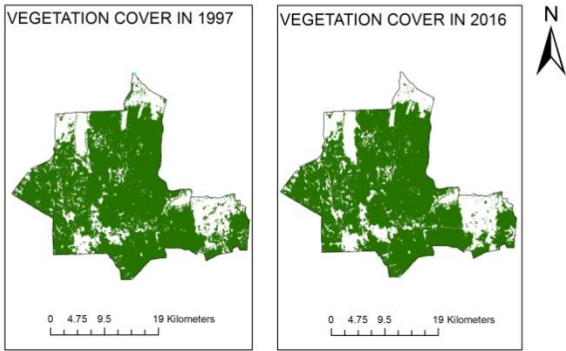 VEGETATION COVER IN 1997
0 4.75 9.5 19 Kilometers
VEGETATION COVER IN 2016
0 4.75 9.5 19 Kilometers
N